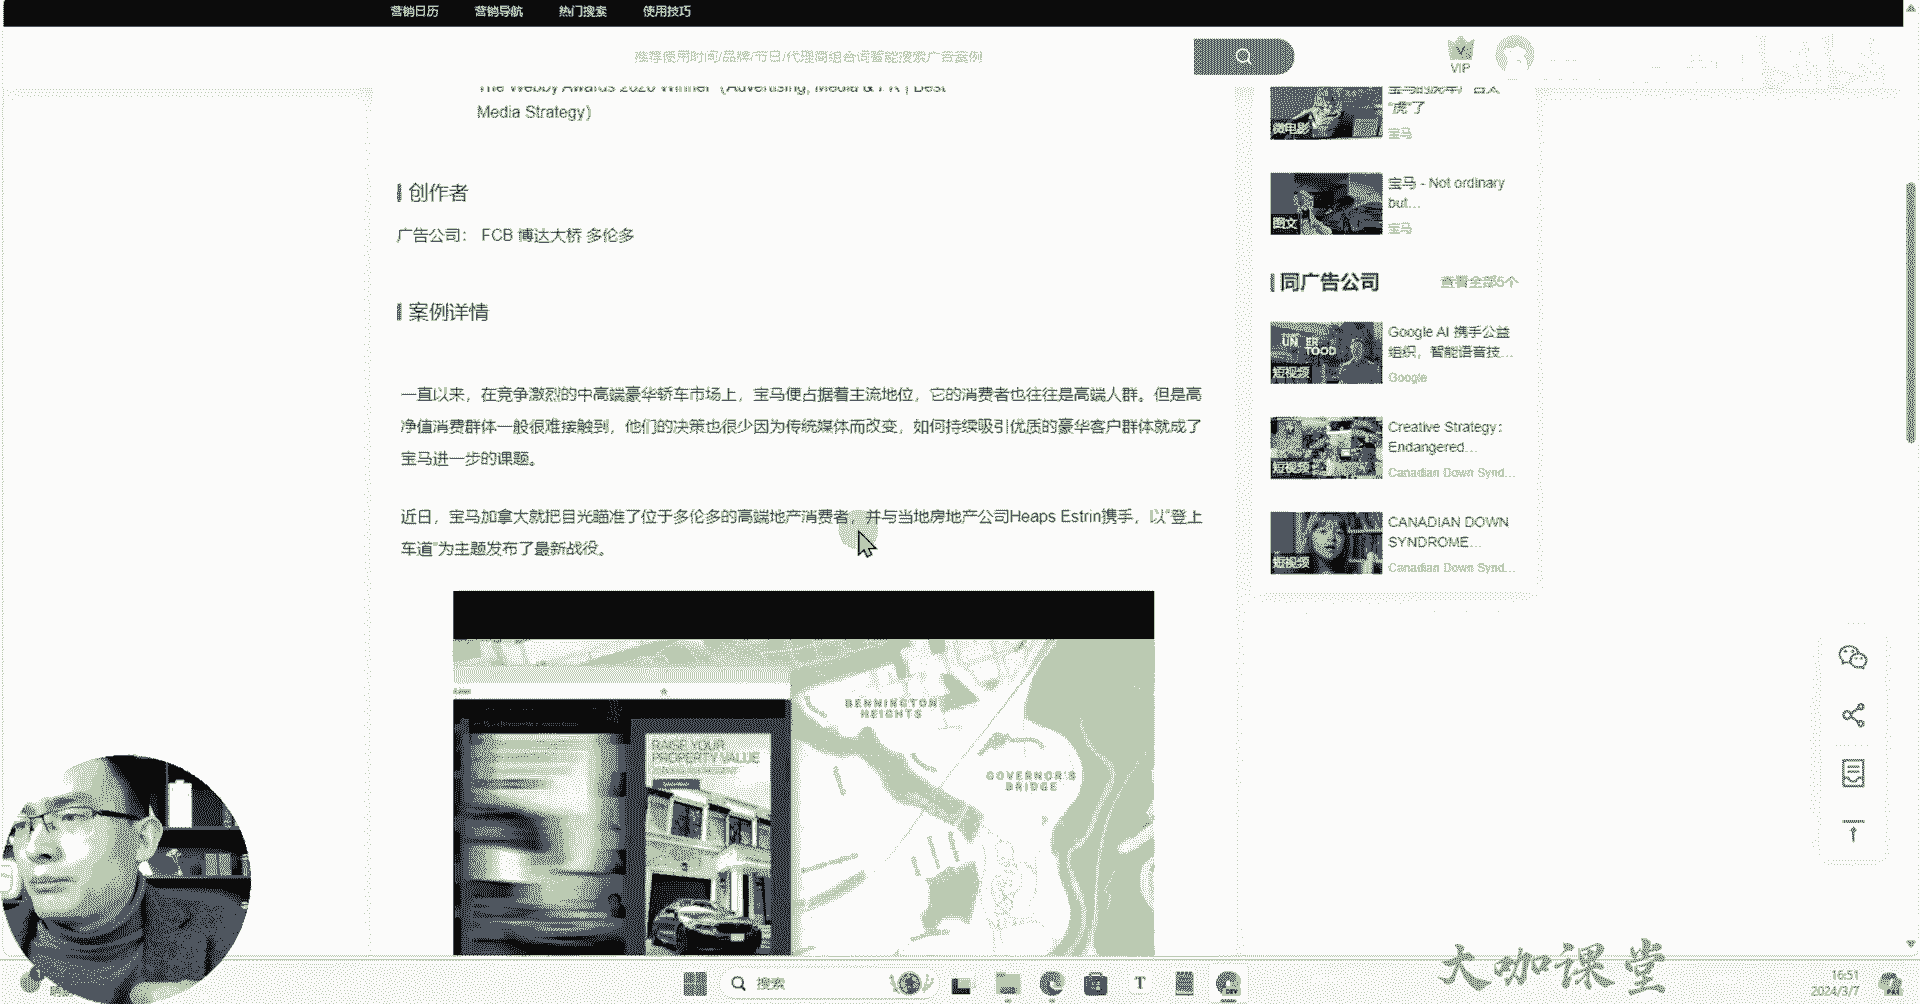 营销日历
营销导航
热门搜索
使用技巧
推荐使用时间/品牌/节日/代理商组合词智能搜索广告案例
VIP
The Webby Awards 2020 Winner (Advertising, Media & PR | Best
Media Strategy)
创作者
广告公司： FCB 博达大桥 多伦多
案例详情
一直以来，在竞争激烈的中高端豪华轿车市场上，宝马便占据着主流地位，它的消费者也往往是高端人群。但是高
净值消费群体一般很难接触到，他们的决策也很少因为传统媒体而改变，如何持续吸引优质的豪华客户群体就成了
宝马进一步的课题。
近日，宝马加拿大就把目光瞄准了位于多伦多的高端地产消费者，并与当地房地产公司Heaps Estrin携手，以“登上
车道”为主题发布了最新战役。
RAISE YOUR
PROPERTY VALUE
BENNINGTON
HEIGHTS
GOVERNOR'S
BRIDGE
宝马的虎年广告太
“虎”了
微电影
宝马
宝马 - Not ordinary
but...
图文
宝马
同广告公司
查看全部5个
Google AI 携手公益
组织，智能语音技...
短视频
Google
Creative Strategy:
Endangered...
短视频
Canadian Down Synd...
CANADIAN DOWN
SYNDROME...
短视频
Canadian Down Synd...
搜索
大咖课堂
16:51
2024/3/7